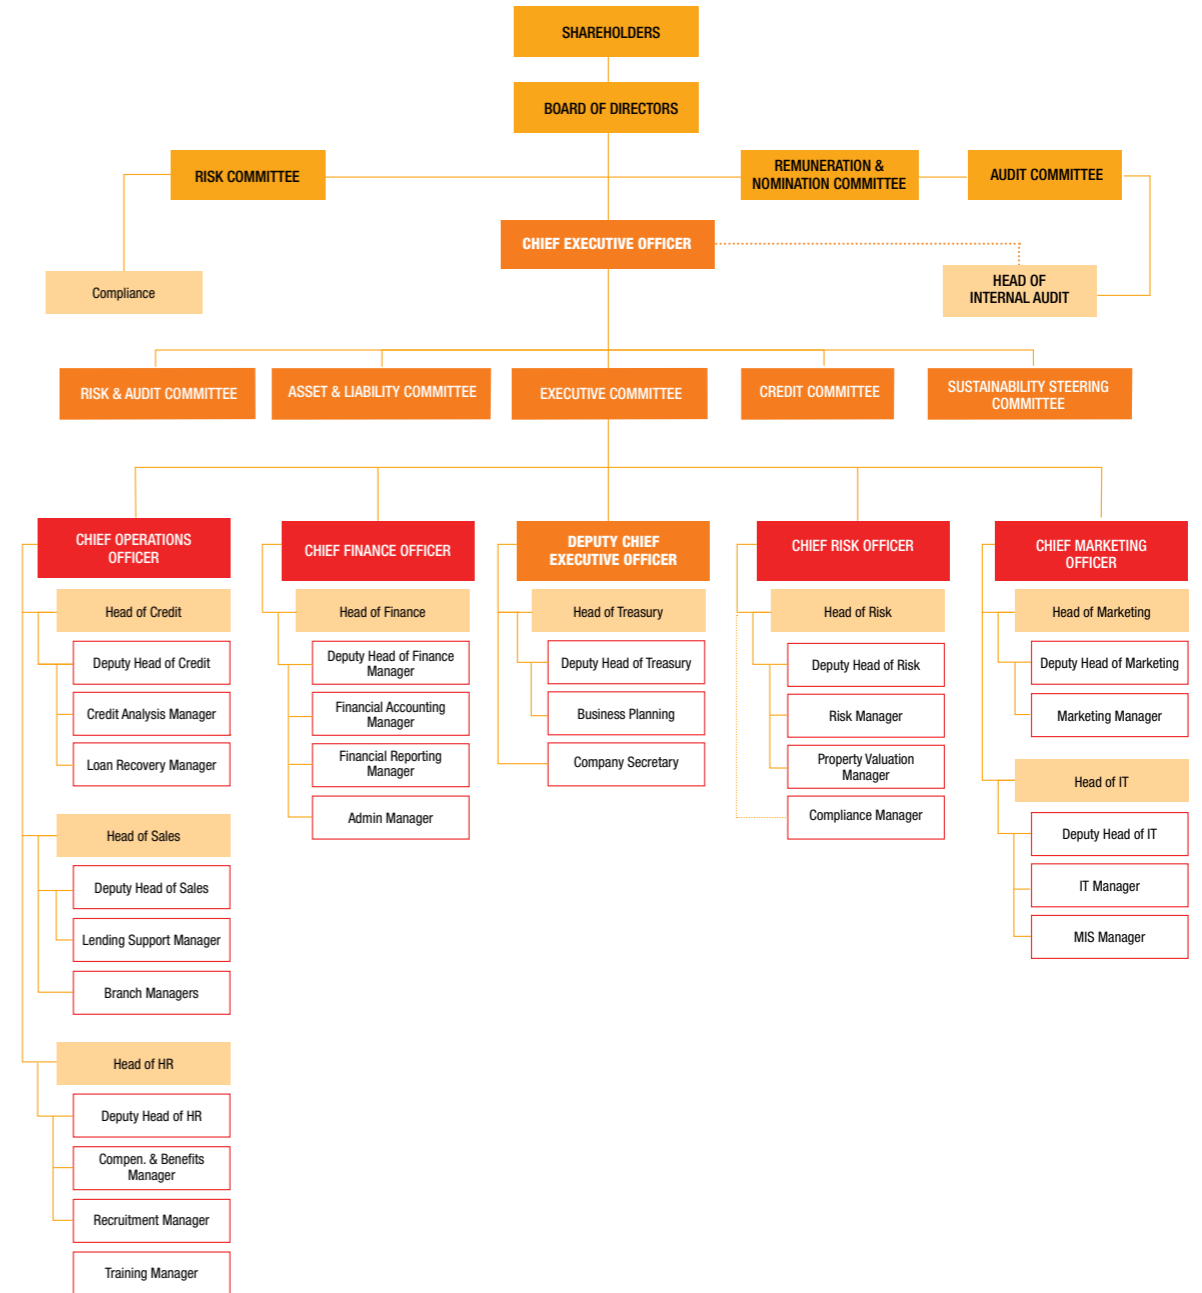 SHAREHOLDERS
BOARD OF DIRECTORS
RISK COMMITTEE
REMUNERATION &
NOMINATION COMMITTEE
AUDIT COMMITTEE
CHIEF EXECUTIVE OFFICER
Compliance
HEAD OF
INTERNAL AUDIT
RISK & AUDIT COMMITTEE
ASSET & LIABILITY COMMITTEE
EXECUTIVE COMMITTEE
CREDIT COMMITTEE
SUSTAINABILITY STEERING
COMMITTEE
CHIEF OPERATIONS
OFFICER
Head of Credit
Deputy Head of Credit
Credit Analysis Manager
Loan Recovery Manager
Head of Sales
Deputy Head of Sales
Lending Support Manager
Branch Managers
Head of HR
Deputy Head of HR
Compen. & Benefits
Manager
Recruitment Manager
Training Manager
CHIEF FINANCE OFFICER
Head of Finance
Deputy Head of Finance
Manager
Financial Accounting
Manager
Financial Reporting
Manager
Admin Manager
DEPUTY CHIEF
EXECUTIVE OFFICER
Head of Treasury
Deputy Head of Treasury
Business Planning
Company Secretary
CHIEF RISK OFFICER
Head of Risk
Deputy Head of Risk
Risk Manager
Property Valuation
Manager
Compliance Manager
CHIEF MARKETING
OFFICER
Head of Marketing
Deputy Head of Marketing
Marketing Manager
Head of IT
Deputy Head of IT
IT Manager
MIS Manager